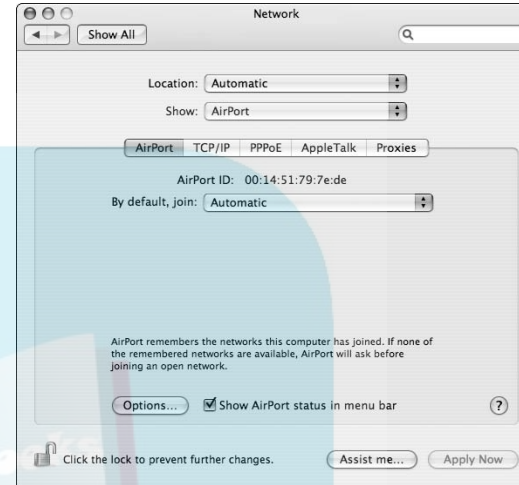 Network
Show All
Location: Automatic
Show: AirPort
AirPort TCP/IP PPPoE AppleTalk Proxies
AirPort ID: 00:14:51:79:7e:de
By default, join: Automatic
AirPort remembers the networks this computer has joined. If none of
the remembered networks are available, AirPort will ask before
joining an open network.
Options... Show AirPort status in menu bar ?
Click the lock to prevent further changes. Assist me... Apply Now